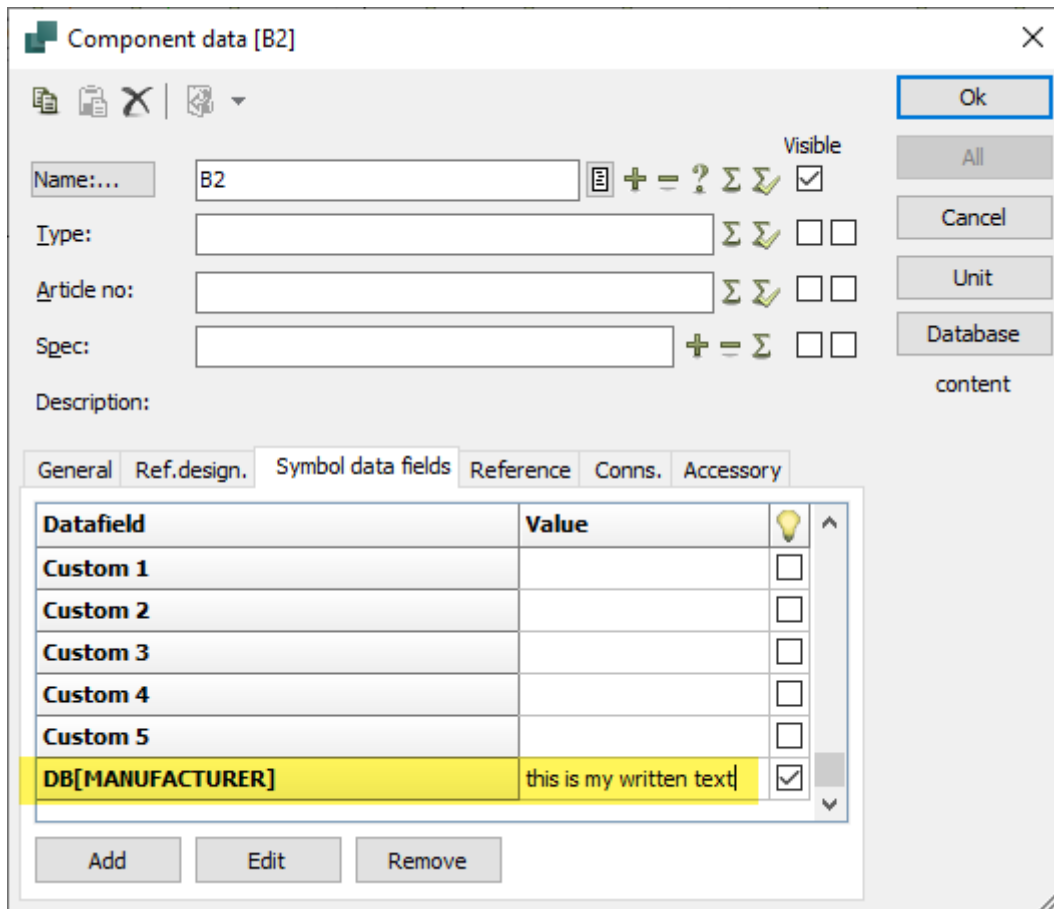 Component data [B2]
Ok
Visible
All
Name:... B2
Cancel
Type:
Unit
Article no:
Database
Spec:
content
Description:
General Ref.design. Symbol data fields Reference Conns. Accessory
Datafield Value
Custom 1
Custom 2
Custom 3
Custom 4
Custom 5
DB[MANUFACTURER] this is my written text
Add Edit Remove